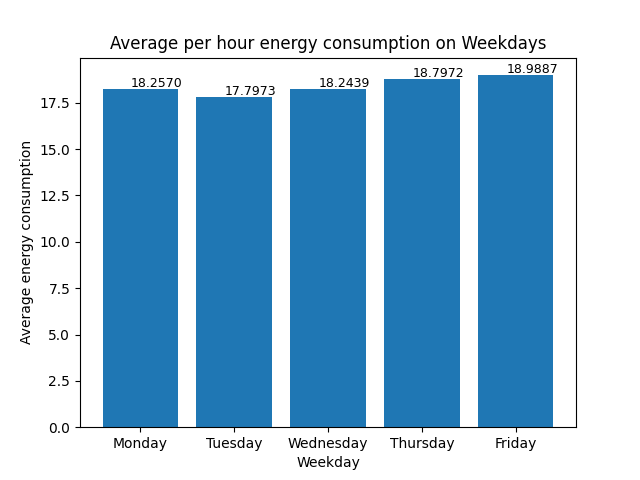 Average per hour energy consumption on Weekdays
18.2570
17.7973
18.2439
18.7972
18.9887
17.5
15.0
12.5
10.0
7.5
5.0
2.5
0.0
Average energy consumption
Monday
Tuesday
Wednesday
Thursday
Friday
Weekday